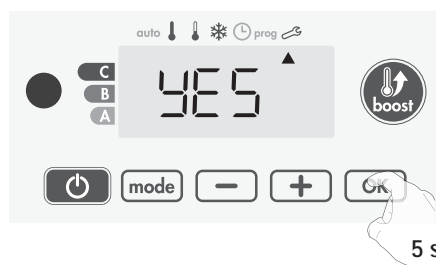 auto prog
C
B
A
YES
boost
mode - + OK
5 s